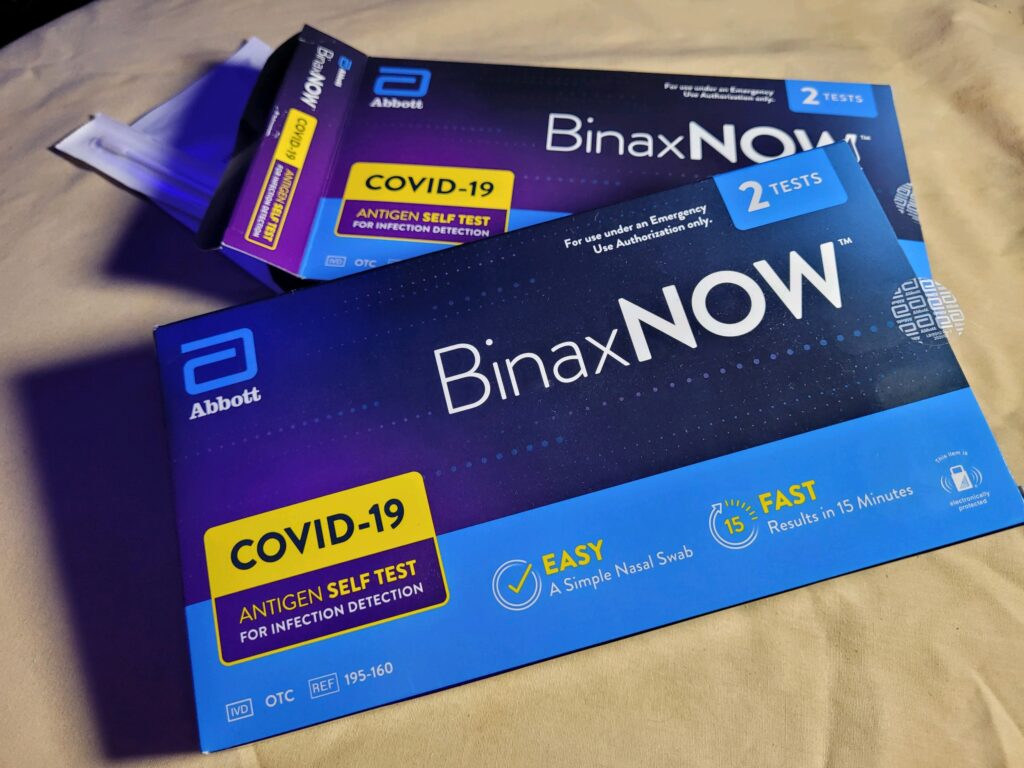 Abbott
For use under an Emergency
Use Authorization only.
2 TESTS
BinaxNOW™
COVID-19
ANTIGEN SELF TEST
FOR INFECTION DETECTION
IVD OTC
Abbott
BinaxNOW
COVID-19
ANTIGEN SELF TEST
FOR INFECTION DETECTION
Abbott
For use under an Emergency
Use Authorization only.
2 TESTS
BinaxNOW™
COVID-19
ANTIGEN SELF TEST
FOR INFECTION DETECTION
EASY
A Simple Nasal Swab
15
FAST
Results in 15 Minutes
This item is
electronically
protected
IVD OTC REF 195-160